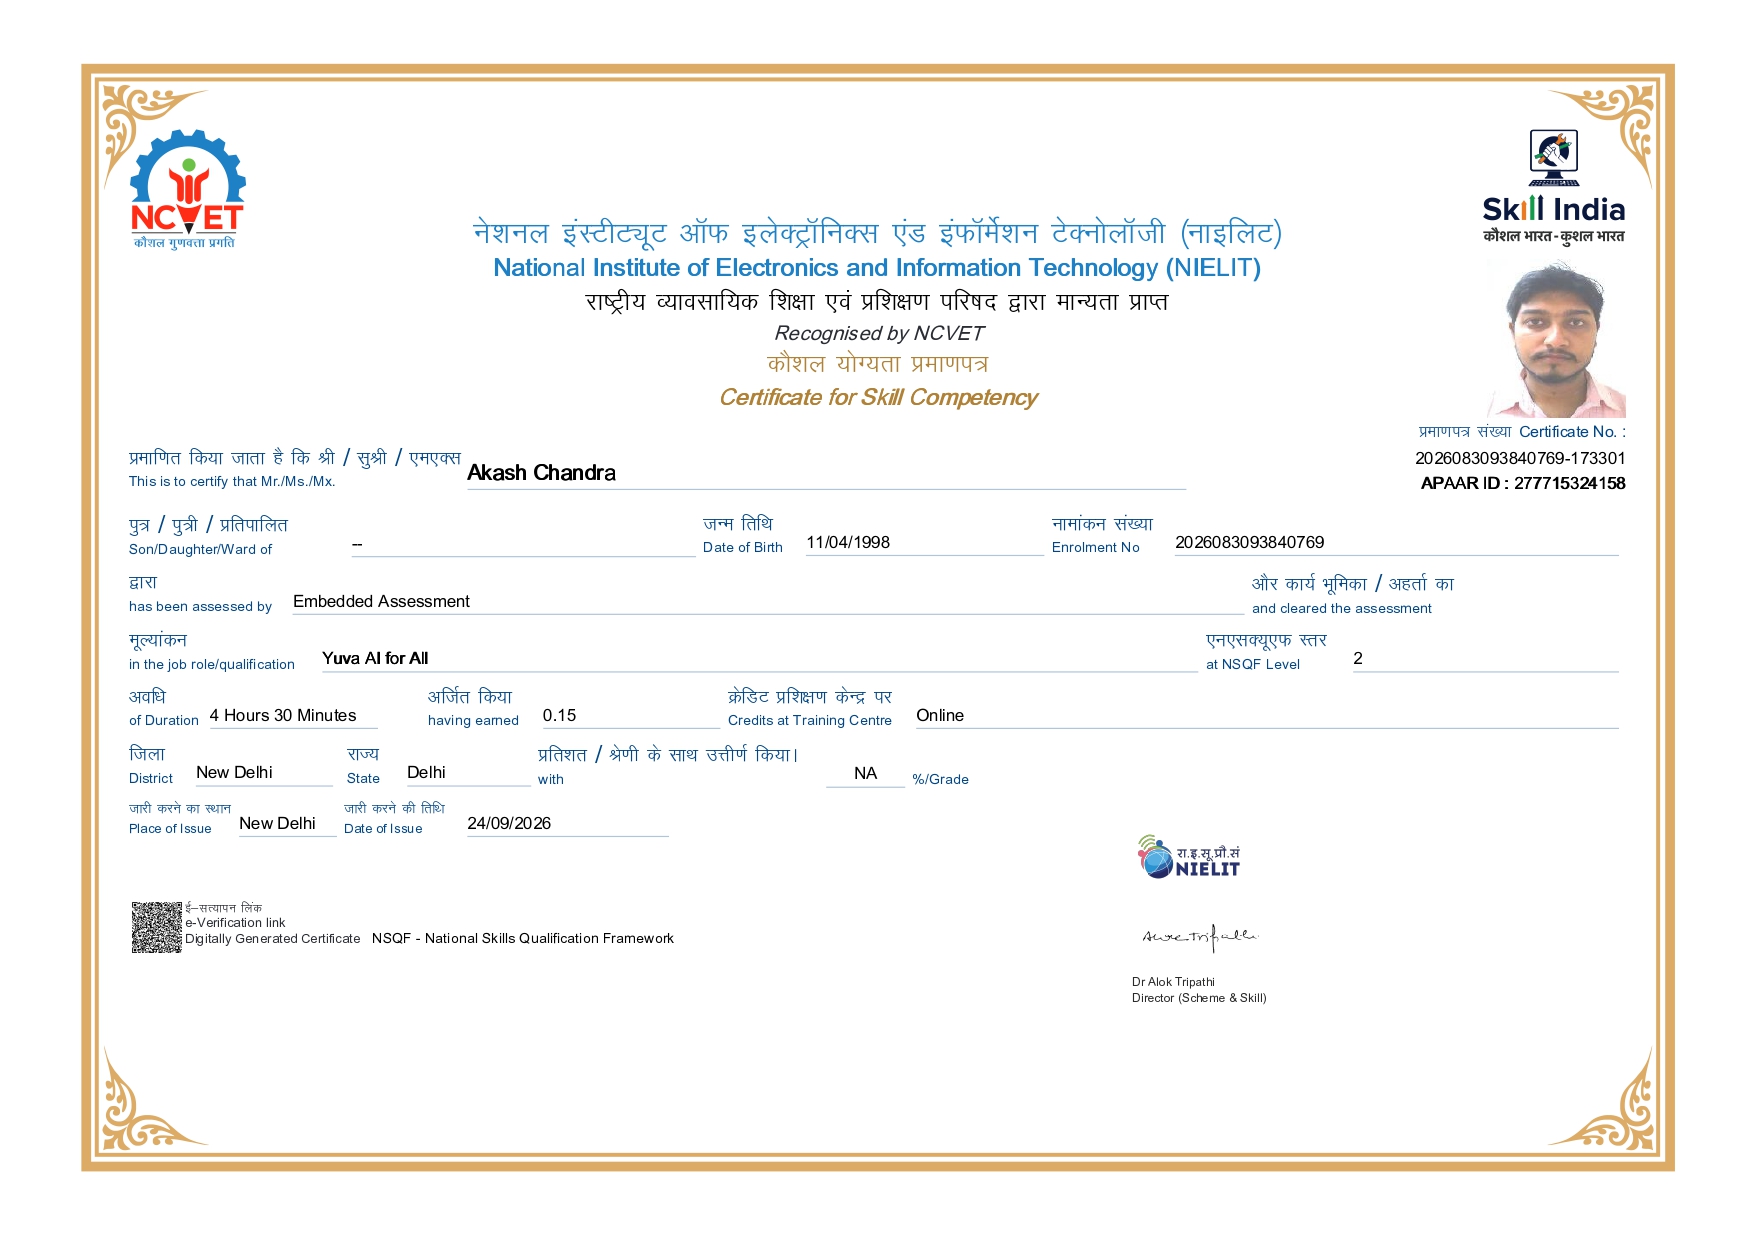 NCVET
कौशल गुणवत्ता प्रगति
Skill India
कौशल भारत - कुशल भारत
नेशनल इंस्टीट्यूट ऑफ इलेक्ट्रॉनिक्स एंड इंफॉर्मेशन टेक्नोलॉजी (नाइलिट)
National Institute of Electronics and Information Technology (NIELIT)
राष्ट्रीय व्यावसायिक शिक्षा एवं प्रशिक्षण परिषद द्वारा मान्यता प्राप्त
Recognised by NCVET
कौशल योग्यता प्रमाणपत्र
Certificate for Skill Competency
प्रमाणपत्र संख्या Certificate No. :
2026083093840769-173301
APAAR ID : 277715324158
प्रमाणित किया जाता है कि श्री / सुश्री / एमएक्स
This is to certify that Mr./Ms./Mx. Akash Chandra
पुत्र / पुत्री / प्रतिपालित जन्म तिथि नामांकन संख्या
Son/Daughter/Ward of -- Date of Birth 11/04/1998 Enrolment No 2026083093840769
द्वारा और कार्य भूमिका / अहर्ता का
has been assessed by Embedded Assessment and cleared the assessment
मूल्यांकन एनएसक्यूएफ स्तर
in the job role/qualification Yuva AI for All at NSQF Level 2
अवधि अर्जित किया क्रेडिट प्रशिक्षण केन्द्र पर
of Duration 4 Hours 30 Minutes having earned 0.15 Credits at Training Centre Online
जिला राज्य प्रतिशत / श्रेणी के साथ उत्तीर्ण किया।
District New Delhi State Delhi with NA %/Grade
जारी करने का स्थान जारी करने की तिथि
Place of Issue New Delhi Date of Issue 24/09/2026
रा.इ.सू.प्रौ.सं
NIELIT
ई–सत्यापन लिंक
e-Verification link
Digitally Generated Certificate NSQF - National Skills Qualification Framework
Dr Alok Tripathi
Director (Scheme & Skill)